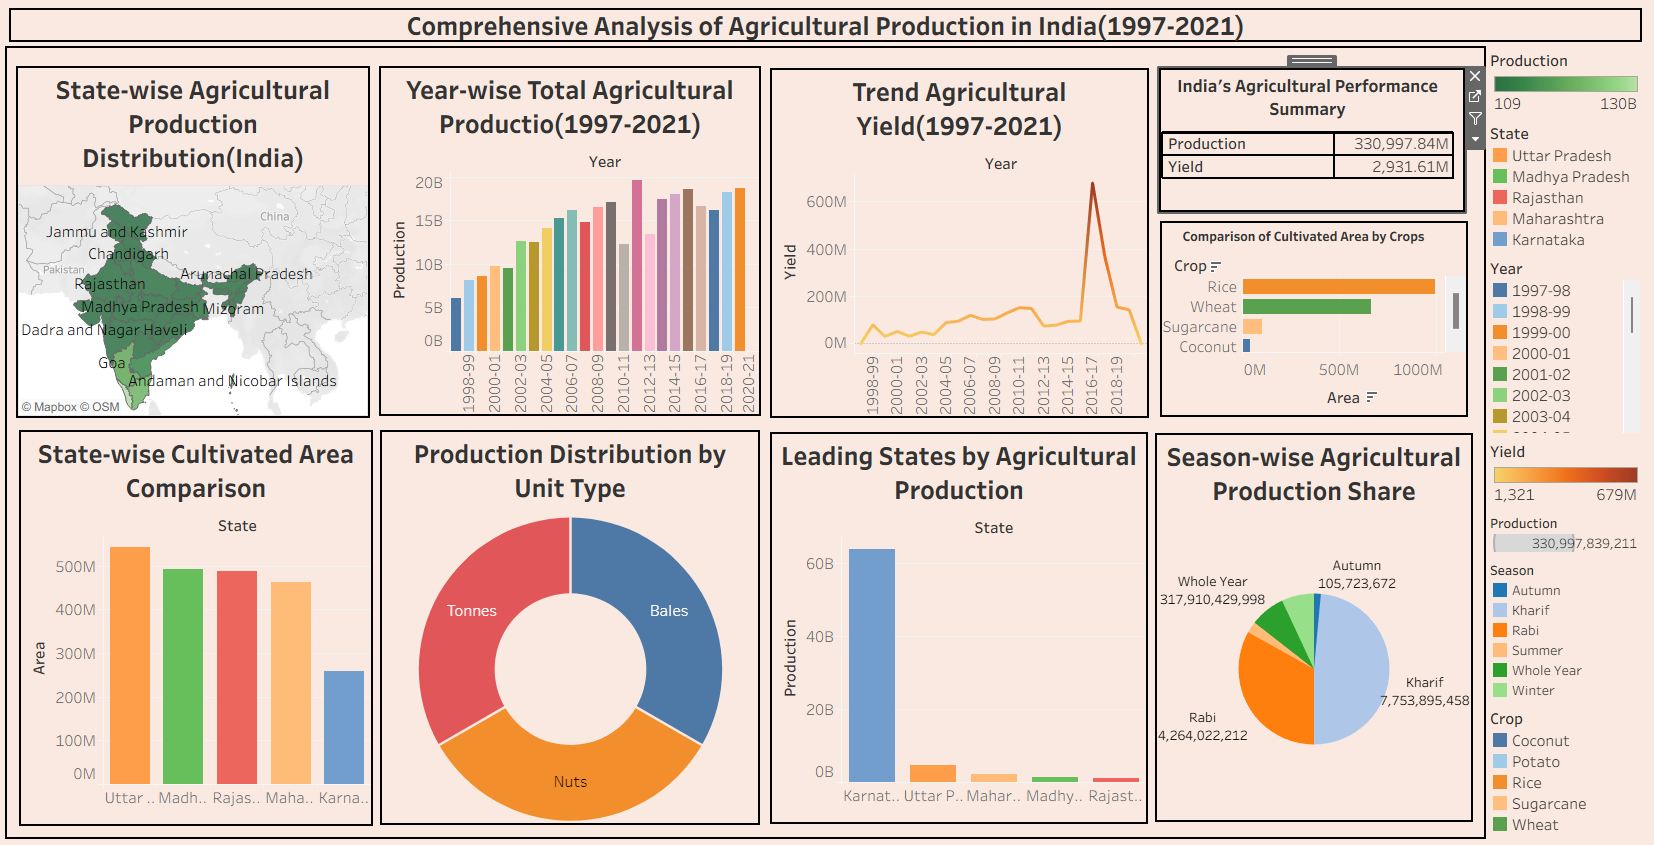 Comprehensive Analysis of Agricultural Production in India(1997-2021)
State-wise Agricultural
Production
Distribution(India)
China
Jammu and Kashmir
Chandigarh
Pakistan
Arunachal Pradesh
Rajasthan
Madhya Pradesh
Mizoram
Dadra and Nagar Haveli
Goa
Andaman and Nicobar Islands
© Mapbox © OSM
Year-wise Total Agricultural
Productio(1997-2021)
Year
Production
20B
15B
10B
5B
0B
1998-99
2000-01
2002-03
2004-05
2006-07
2008-09
2010-11
2012-13
2014-15
2016-17
2018-19
2020-21
Trend Agricultural
Yield(1997-2021)
Year
Yield
600M
400M
200M
0M
1998-99
2000-01
2002-03
2004-05
2006-07
2008-09
2010-11
2012-13
2014-15
2016-17
2018-19
India's Agricultural Performance
Summary
Production 330,997.84M
Yield 2,931.61M
Comparison of Cultivated Area by Crops
Crop
Rice
Wheat
Sugarcane
Coconut
0M 500M 1000M
Area
State-wise Cultivated Area
Comparison
State
Area
500M
400M
300M
200M
100M
0M
Uttar .. Madh.. Rajas.. Maha.. Karna..
Production Distribution by
Unit Type
Tonnes
Bales
Nuts
Leading States by Agricultural
Production
State
Production
60B
40B
20B
0B
Karnat.. Uttar P.. Mahar.. Madhy.. Rajast..
Season-wise Agricultural
Production Share
Autumn
105,723,672
Whole Year
317,910,429,998
Kharif
7,753,895,458
Rabi
4,264,022,212
Production
109 130B
State
Uttar Pradesh
Madhya Pradesh
Rajasthan
Maharashtra
Karnataka
Year
1997-98
1998-99
1999-00
2000-01
2001-02
2002-03
2003-04
Yield
1,321 679M
Production
330,997,839,211
Season
Autumn
Kharif
Rabi
Summer
Whole Year
Winter
Crop
Coconut
Potato
Rice
Sugarcane
Wheat